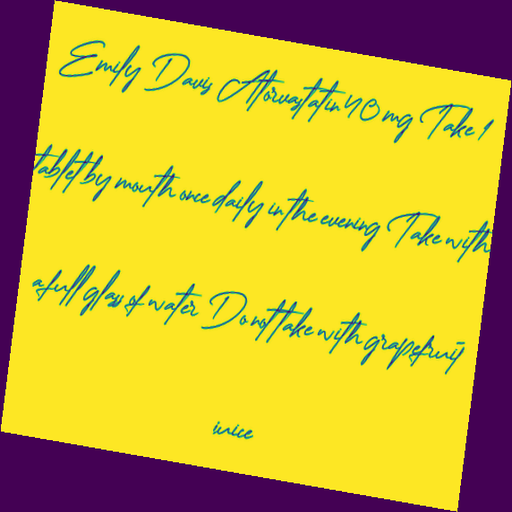 Emily Davis Atorvastatin 40 mg Take 1
tablet by mouth once daily in the evening Take with
a full glass of water Do not take with grapefruit
juice